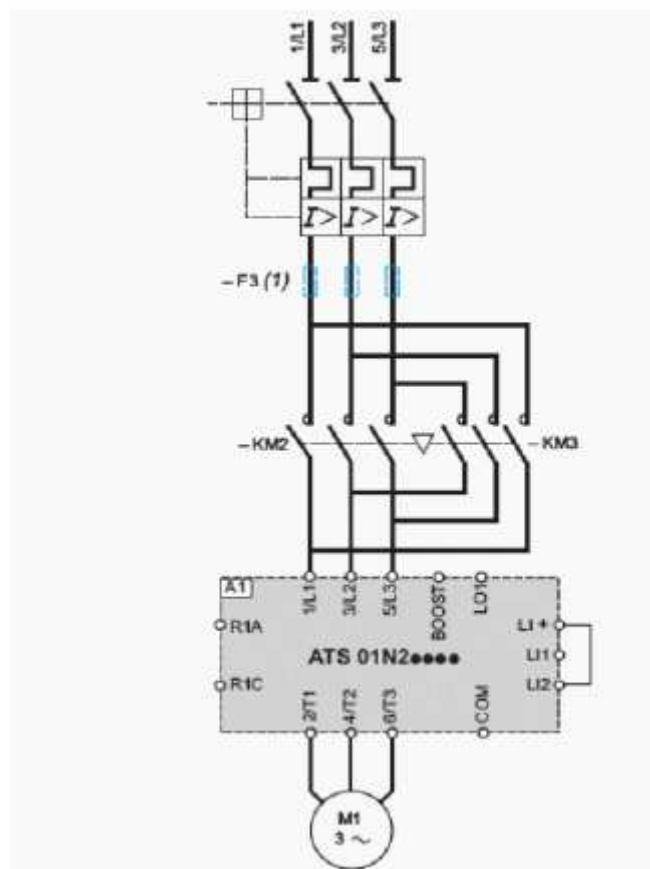 1/L1 3/L2 5/L3
I> I> I>
– F3 (1)
– KM2
– KM3
A1
1/L1 3/L2 5/L3 BOOST LO1
R1A
LI +
ATS 01N2●●●●
LI1
R1C
LI2
2/T1 4/T2 6/T3 COM
M1
3 ~